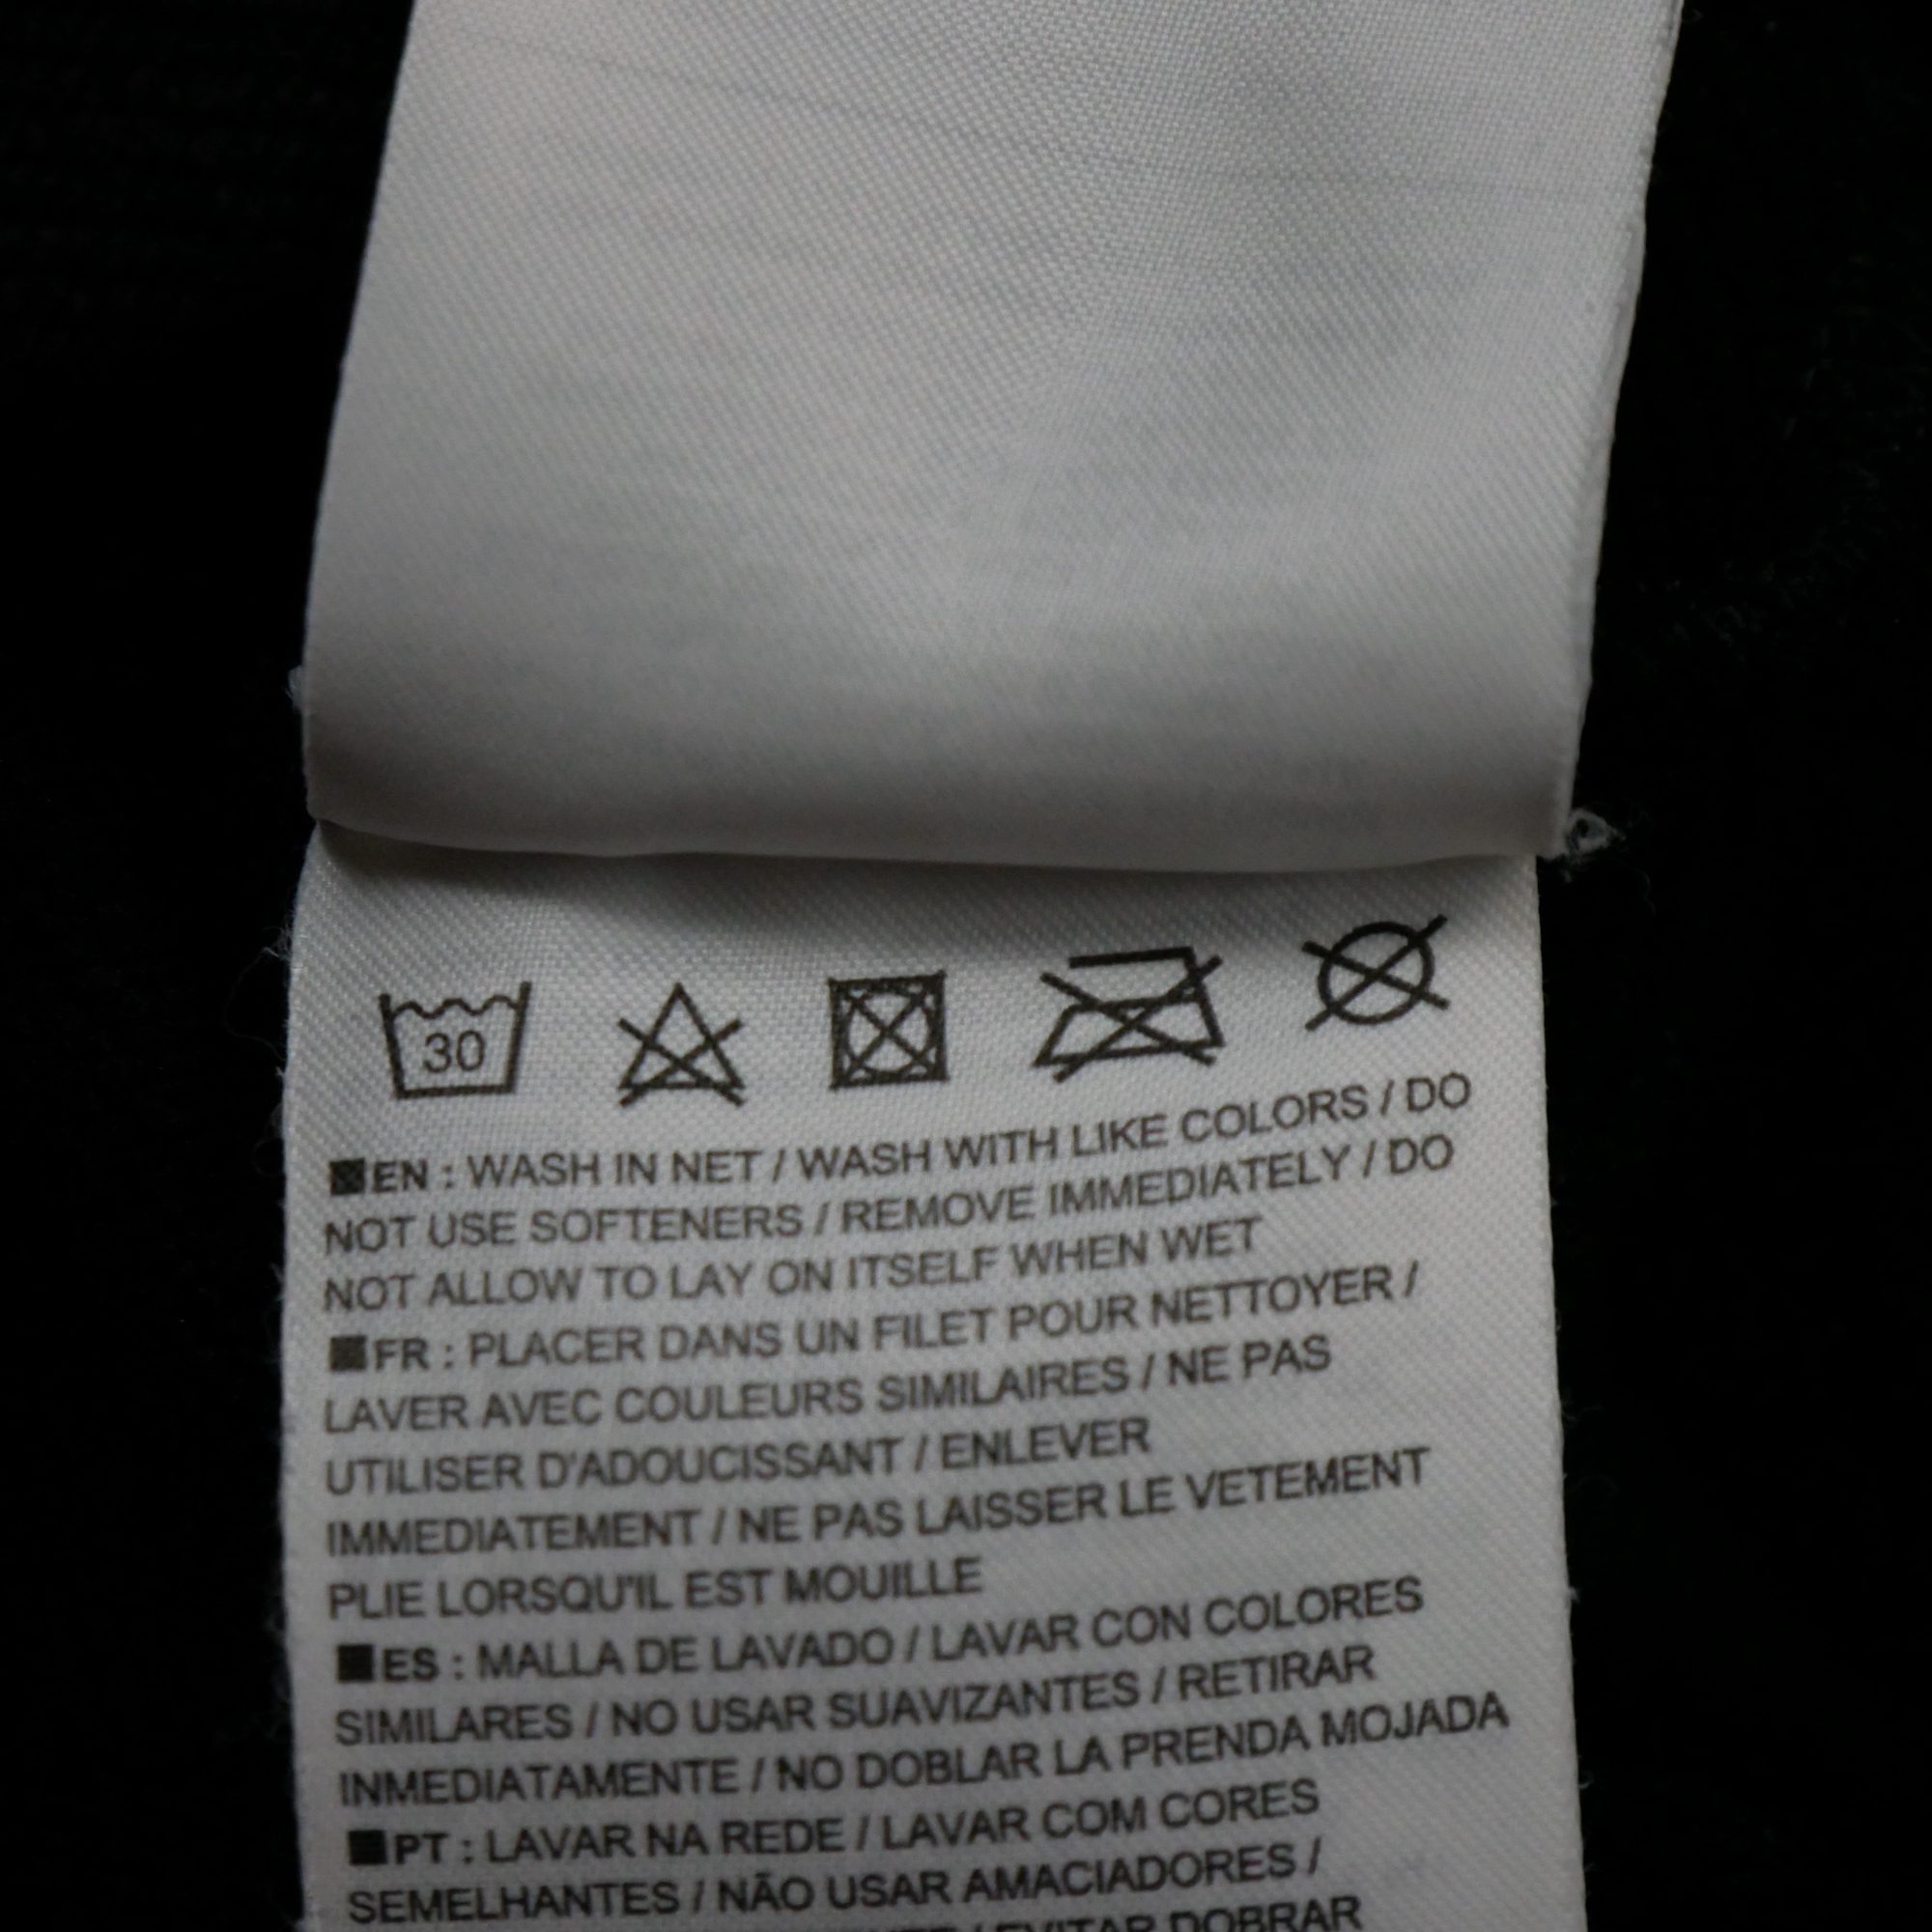 30
EN : WASH IN NET / WASH WITH LIKE COLORS / DO
NOT USE SOFTENERS / REMOVE IMMEDIATELY / DO
NOT ALLOW TO LAY ON ITSELF WHEN WET
FR : PLACER DANS UN FILET POUR NETTOYER /
LAVER AVEC COULEURS SIMILAIRES / NE PAS
UTILISER D'ADOUCISSANT / ENLEVER
IMMEDIATEMENT / NE PAS LAISSER LE VETEMENT
PLIE LORSQU'IL EST MOUILLE
ES : MALLA DE LAVADO / LAVAR CON COLORES
SIMILARES / NO USAR SUAVIZANTES / RETIRAR
INMEDIATAMENTE / NO DOBLAR LA PRENDA MOJADA
PT : LAVAR NA REDE / LAVAR COM CORES
SEMELHANTES / NÃO USAR AMACIADORES /
/ EVITAR DOBRAR